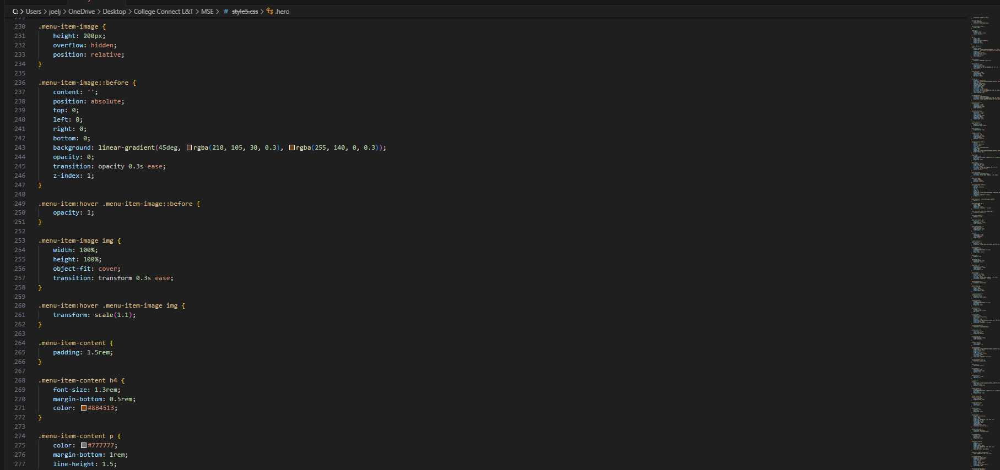 C: > Users > joelj > OneDrive > Desktop > College Connect L&T > MSE > # style5.css > .hero
229
230 .menu-item-image {
231 height: 200px;
232 overflow: hidden;
233 position: relative;
234 }
235
236 .menu-item-image::before {
237 content: '';
238 position: absolute;
239 top: 0;
240 left: 0;
241 right: 0;
242 bottom: 0;
243 background: linear-gradient(45deg, rgba(210, 105, 30, 0.3), rgba(255, 140, 0, 0.3));
244 opacity: 0;
245 transition: opacity 0.3s ease;
246 z-index: 1;
247 }
248
249 .menu-item:hover .menu-item-image::before {
250 opacity: 1;
251 }
252
253 .menu-item-image img {
254 width: 100%;
255 height: 100%;
256 object-fit: cover;
257 transition: transform 0.3s ease;
258 }
259
260 .menu-item:hover .menu-item-image img {
261 transform: scale(1.1);
262 }
263
264 .menu-item-content {
265 padding: 1.5rem;
266 }
267
268 .menu-item-content h4 {
269 font-size: 1.3rem;
270 margin-bottom: 0.5rem;
271 color: #8B4513;
272 }
273
274 .menu-item-content p {
275 color: #777777;
276 margin-bottom: 1rem;
277 line-height: 1.5;